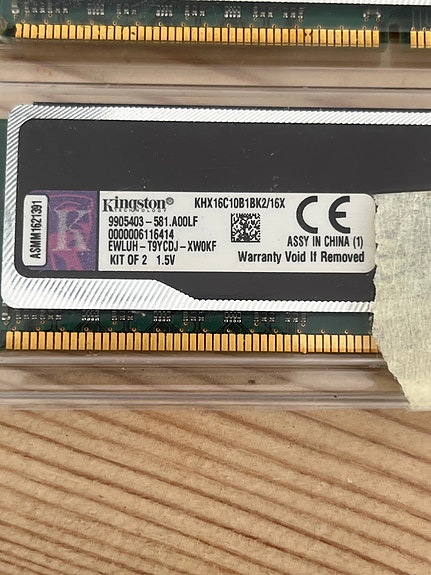 ASMM1621391
Kingston®
TECHNOLOGY
KHX16C10B1BK2/16X
9905403-581.A00LF
0000006116414
EWLUH-T9YCDJ-XW0KF
KIT OF 2 1.5V
CE
ASSY IN CHINA (1)
Warranty Void If Removed